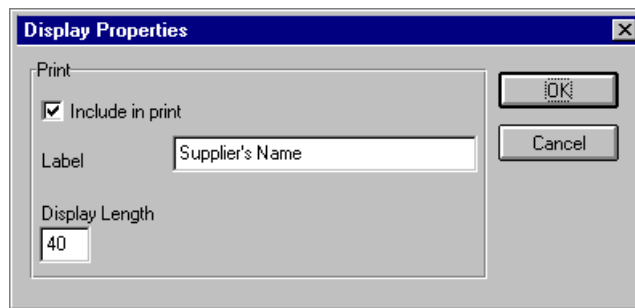 Display Properties
Print
Include in print
OK
Label
Supplier's Name
Cancel
Display Length
40